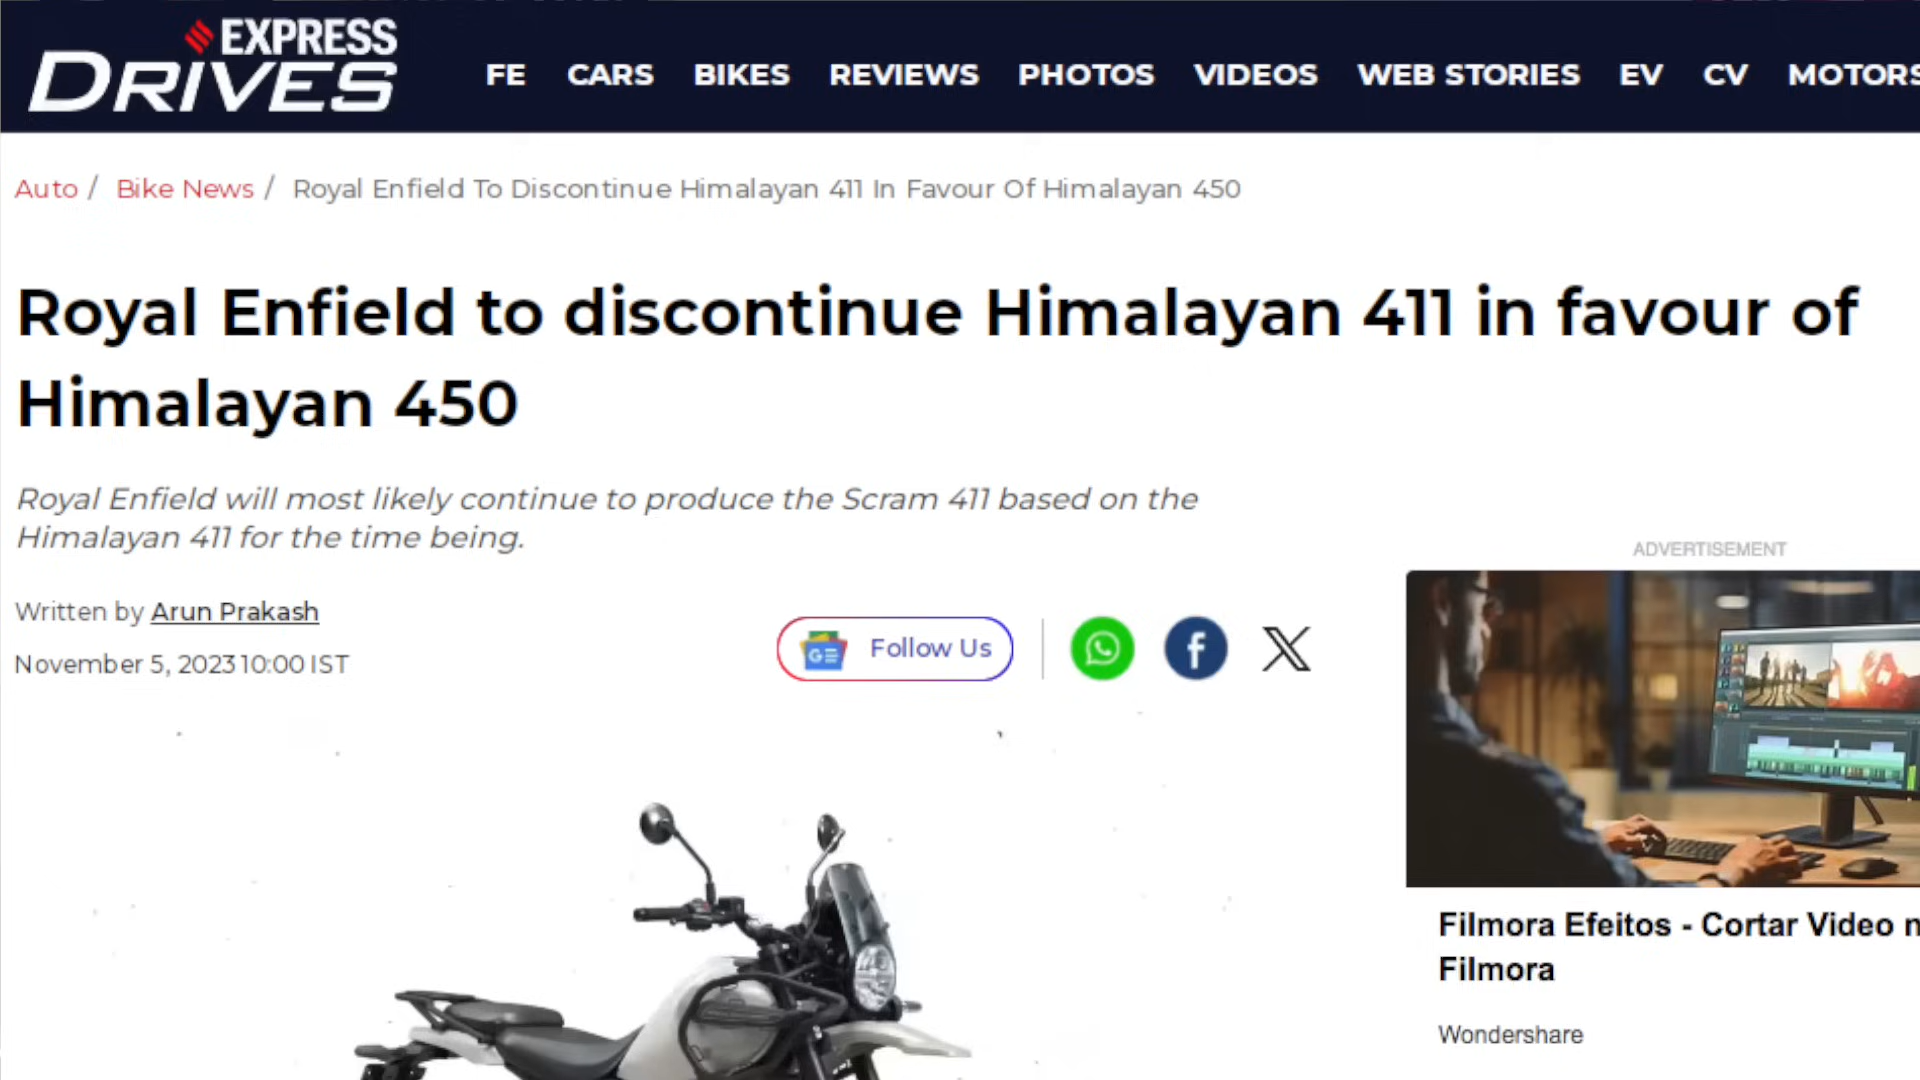 EXPRESS
DRIVES
FE CARS BIKES REVIEWS PHOTOS VIDEOS WEB STORIES EV CV MOTORS
Auto / Bike News / Royal Enfield To Discontinue Himalayan 411 In Favour Of Himalayan 450
Royal Enfield to discontinue Himalayan 411 in favour of
Himalayan 450
Royal Enfield will most likely continue to produce the Scram 411 based on the
Himalayan 411 for the time being.
Written by Arun Prakash
November 5, 2023 10:00 IST
GE Follow Us
ADVERTISEMENT
Filmora Efeitos - Cortar Video n
Filmora
Wondershare